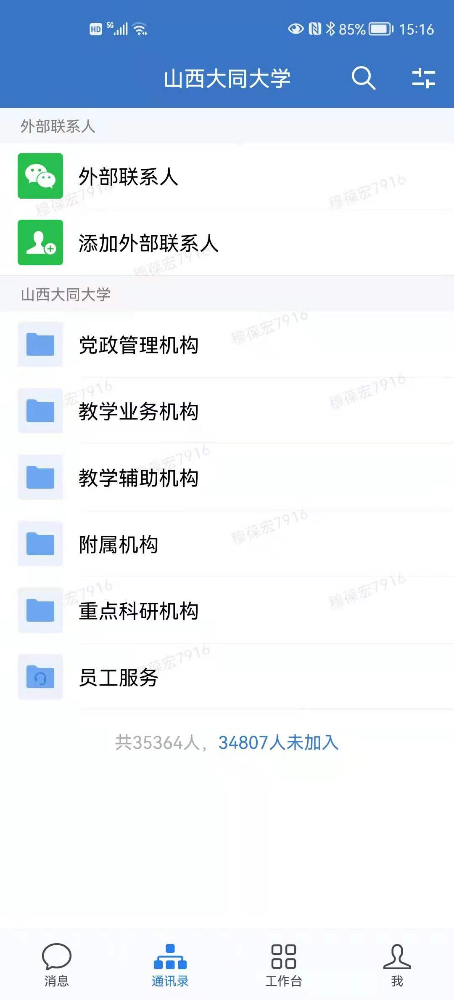 HD 5G 85% 15:16
山西大同大学
外部联系人
外部联系人
穆葆宏7916
穆葆宏7916
添加外部联系人
穆葆宏7916
山西大同大学
穆葆宏7916
党政管理机构
穆葆宏7916
宏7916
教学业务机构
葆宏7916
教学辅助机构
穆葆宏7916
附属机构
穆葆宏7916
宏7916
重点科研机构
葆宏7916
员工服务
共35364人，34807人未加入
消息 通讯录 工作台 我